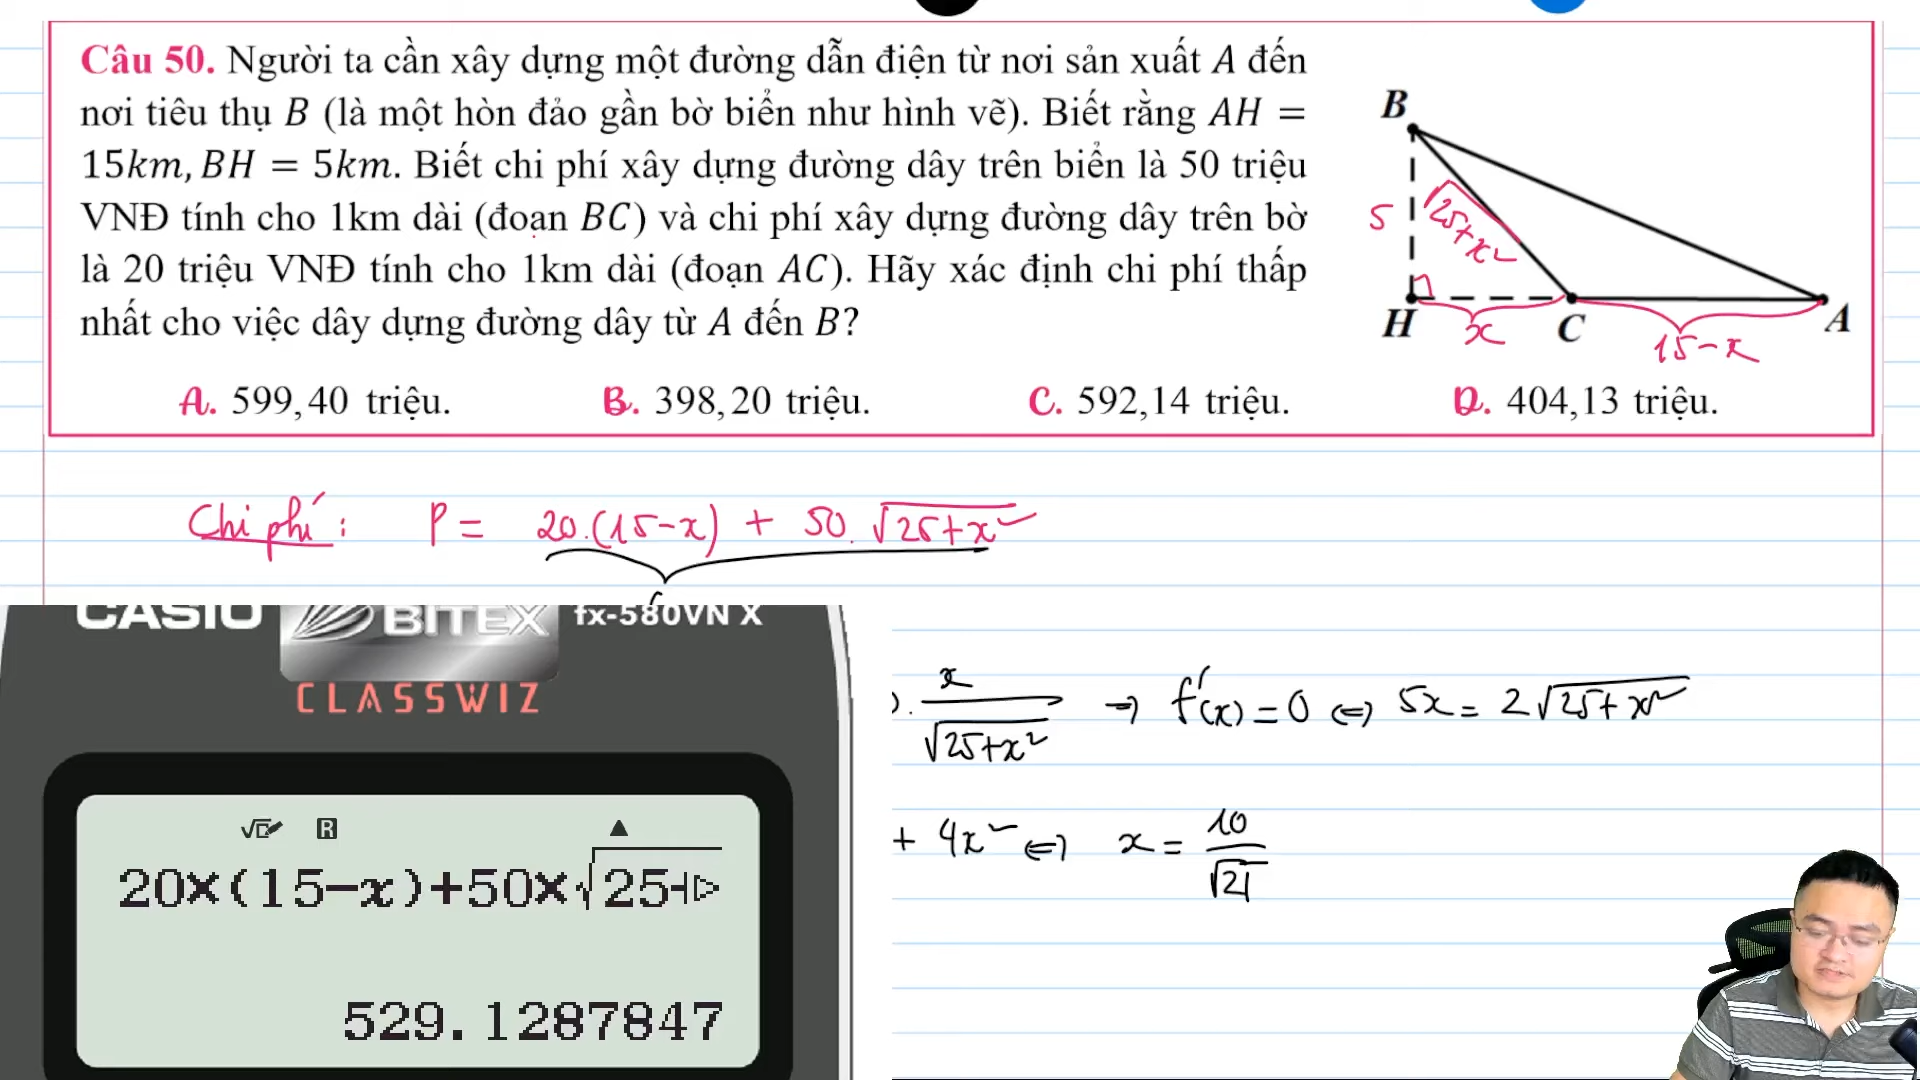 Câu 50. Người ta cần xây dựng một đường dẫn điện từ nơi sản xuất A đến
nơi tiêu thụ B (là một hòn đảo gần bờ biển như hình vẽ). Biết rằng AH =
15km, BH = 5km. Biết chi phí xây dựng đường dây trên biển là 50 triệu
VNĐ tính cho 1km dài (đoạn BC) và chi phí xây dựng đường dây trên bờ
là 20 triệu VNĐ tính cho 1km dài (đoạn AC). Hãy xác định chi phí thấp
nhất cho việc dây dựng đường dây từ A đến B?
B
5
√25+x²
H
x
C
15-x
A
A. 599,40 triệu.
B. 398,20 triệu.
C. 592,14 triệu.
D. 404,13 triệu.
Chi phí: P = 20.(15-x) + 50.√25+x²
CASIO BITEX fx-580VN X
CLASSWIZ
√ R ▲
20×(15−x)+50×√25+▷
529.1287847
. x/√25+x² → f'(x) = 0 ⇔ 5x = 2√25+x²
+ 4x² ⇔ x = 10/√21